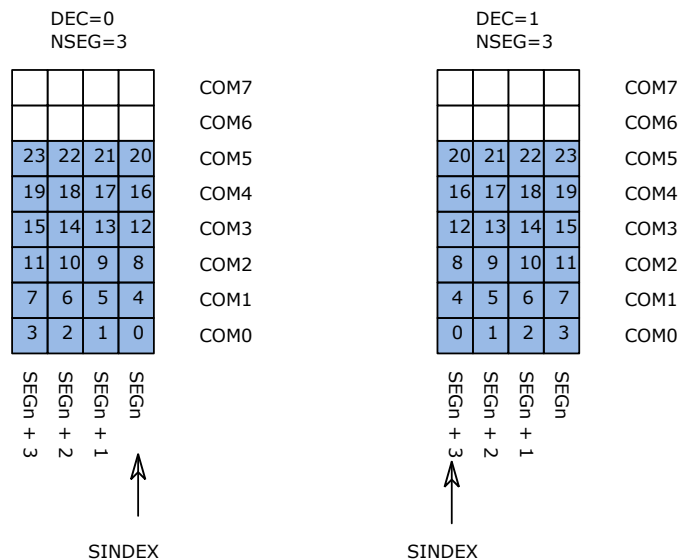 DEC=0
NSEG=3
COM7
COM6
23 22 21 20 COM5
19 18 17 16 COM4
15 14 13 12 COM3
11 10 9 8 COM2
7 6 5 4 COM1
3 2 1 0 COM0
SEGn + 3
SEGn + 2
SEGn +1
SEGn
SINDEX
DEC=1
NSEG=3
COM7
COM6
20 21 22 23 COM5
16 17 18 19 COM4
12 13 14 15 COM3
8 9 10 11 COM2
4 5 6 7 COM1
0 1 2 3 COM0
SEGn + 3
SEGn + 2
SEGn +1
SEGn
SINDEX